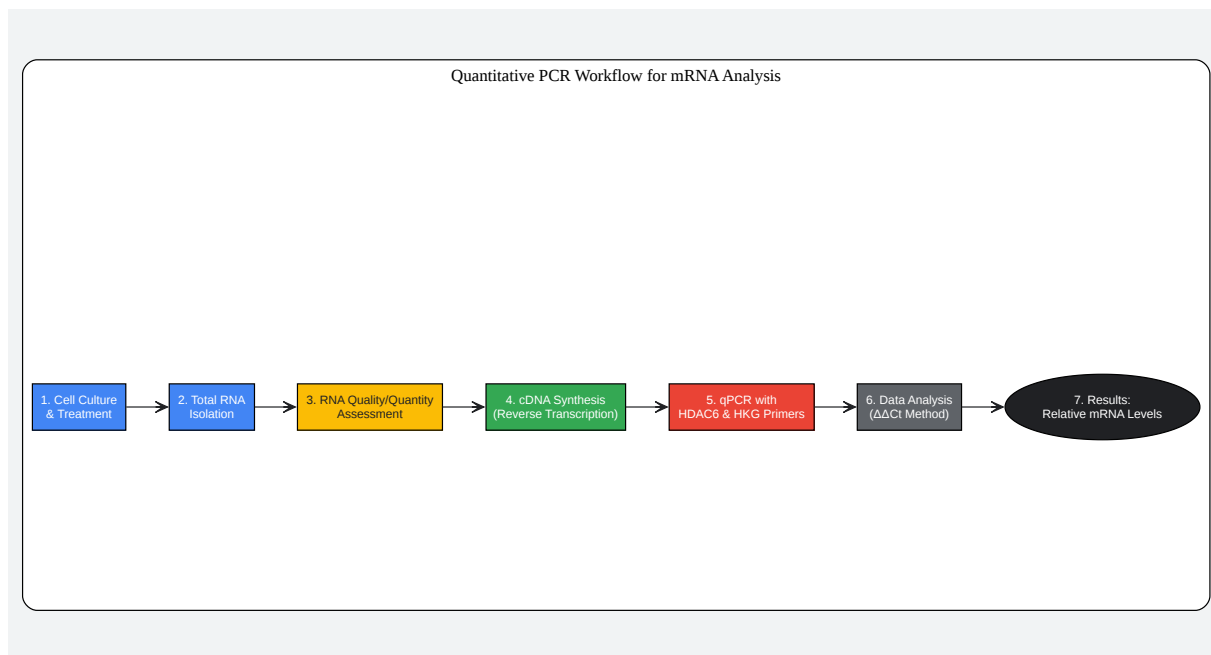 Quantitative PCR Workflow for mRNA Analysis
1. Cell Culture
& Treatment
2. Total RNA
Isolation
3. RNA Quality/Quantity
Assessment
4. cDNA Synthesis
(Reverse Transcription)
5. qPCR with
HDAC6 & HKG Primers
6. Data Analysis
(ΔΔCt Method)
7. Results:
Relative mRNA Levels